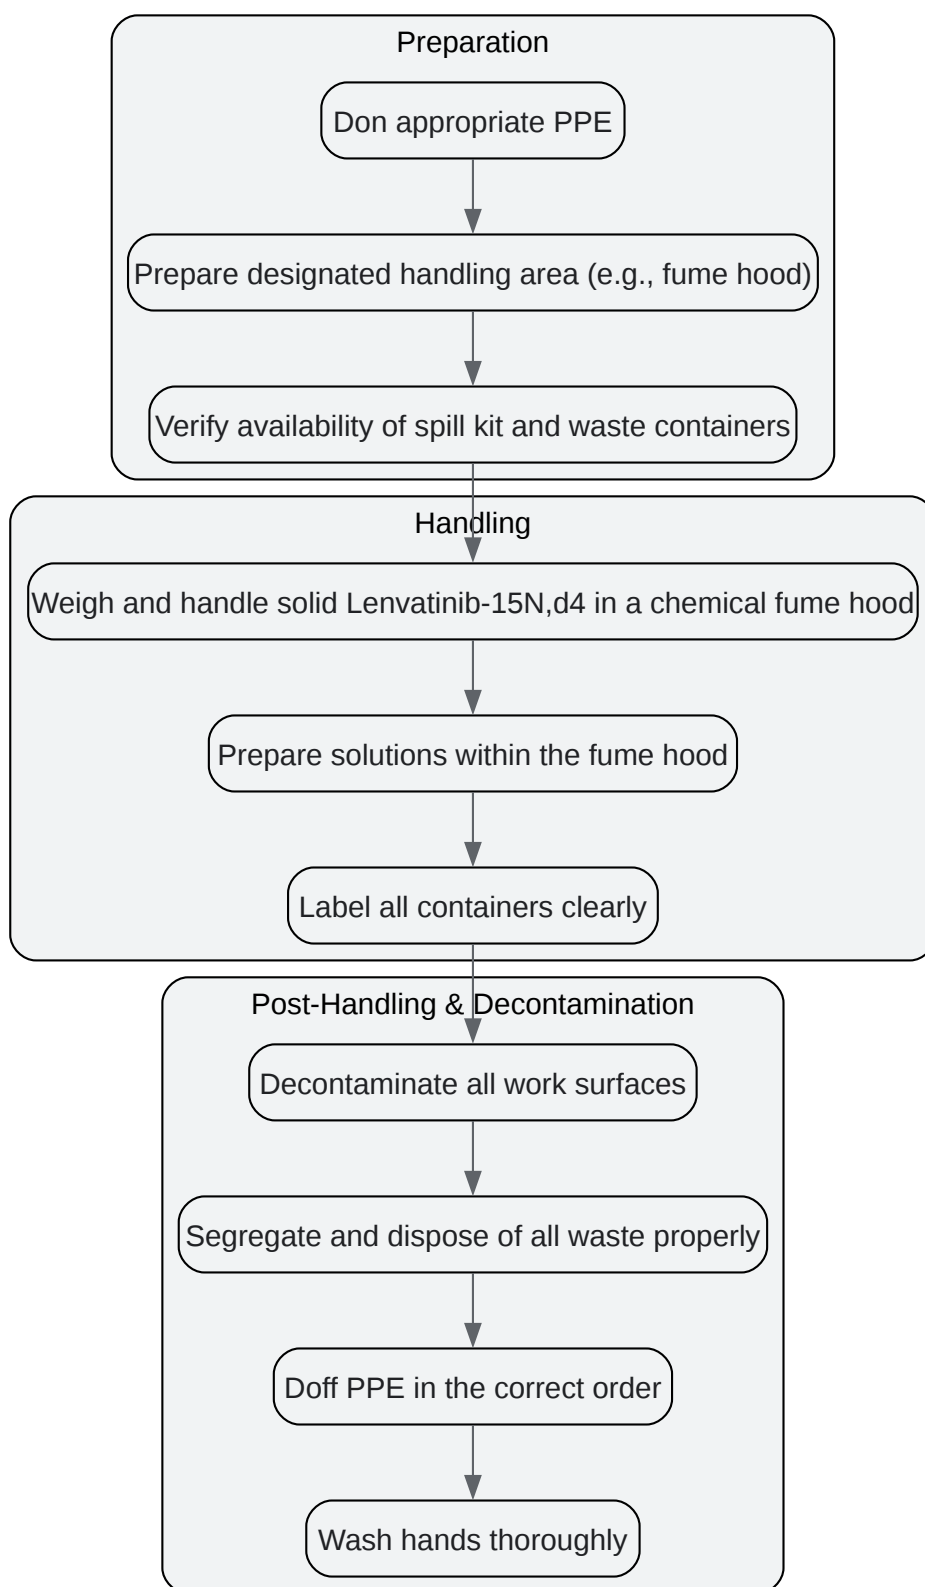 Preparation
Don appropriate PPE
Prepare designated handling area (e.g., fume hood)
Verify availability of spill kit and waste containers
Handling
Weigh and handle solid Lenvatinib-15N,d4 in a chemical fume hood
Prepare solutions within the fume hood
Label all containers clearly
Post-Handling & Decontamination
Decontaminate all work surfaces
Segregate and dispose of all waste properly
Doff PPE in the correct order
Wash hands thoroughly